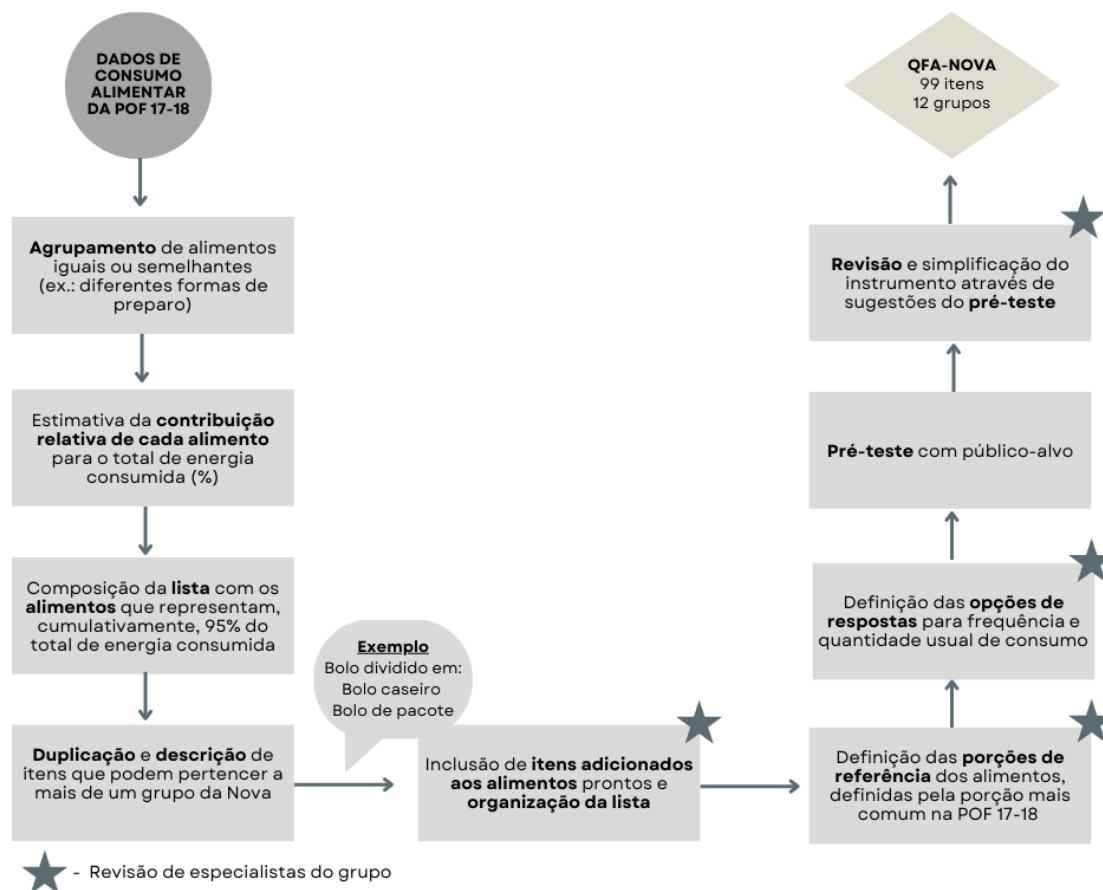 DADOS DE
CONSUMO
ALIMENTAR
DA POF 17-18
Agrupamento de alimentos
iguais ou semelhantes
(ex.: diferentes formas de
preparo)
Estimativa da contribuição
relativa de cada alimento
para o total de energia
consumida (%)
Composição da lista com os
alimentos que representam,
cumulativamente, 95% do
total de energia consumida
Duplicação e descrição de
itens que podem pertencer a
mais de um grupo da Nova
Exemplo
Bolo dividido em:
Bolo caseiro
Bolo de pacote
Inclusão de itens adicionados
aos alimentos prontos e
organização da lista
Definição das porções de
referência dos alimentos,
definidas pela porção mais
comum na POF 17-18
Definição das opções de
respostas para frequência e
quantidade usual de consumo
Pré-teste com público-alvo
Revisão e simplificação do
instrumento através de
sugestões do pré-teste
QFA-NOVA
99 itens
12 grupos
- Revisão de especialistas do grupo